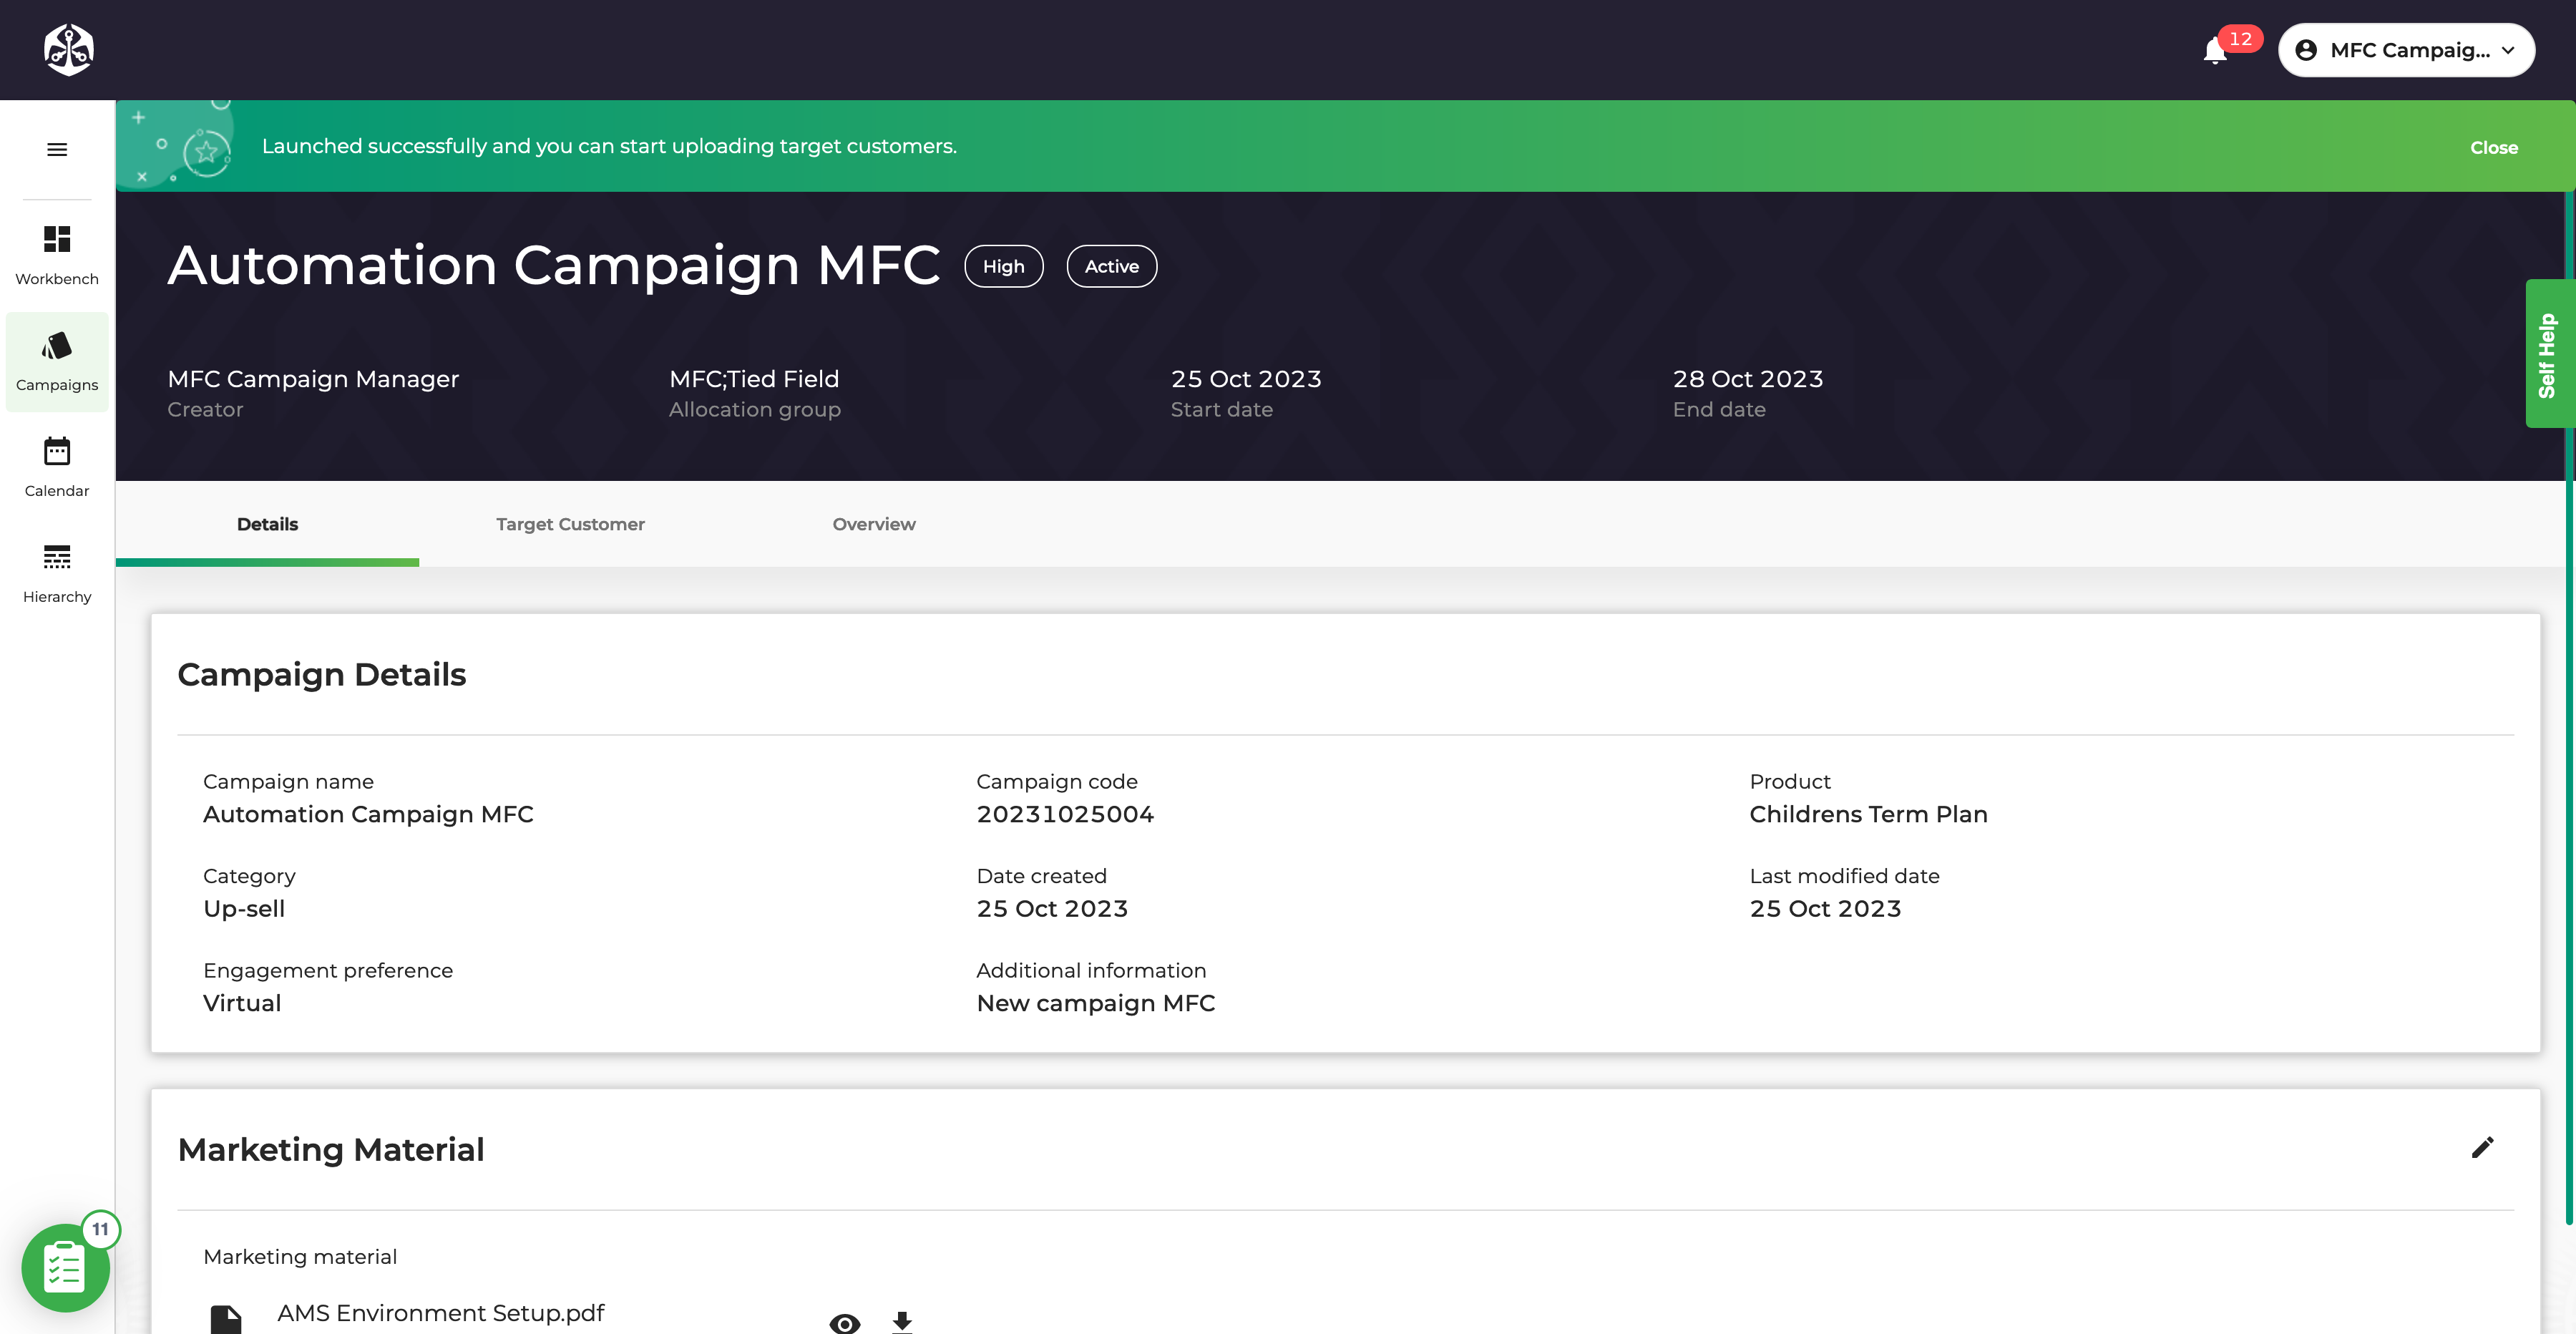 12
MFC Campaig...
Launched successfully and you can start uploading target customers.
Close
Workbench
Campaigns
Calendar
Hierarchy
Automation Campaign MFC
High
Active
MFC Campaign Manager
Creator
MFC;Tied Field
Allocation group
25 Oct 2023
Start date
28 Oct 2023
End date
Self Help
Details
Target Customer
Overview
Campaign Details
Campaign name
Automation Campaign MFC
Campaign code
20231025004
Product
Childrens Term Plan
Category
Up-sell
Date created
25 Oct 2023
Last modified date
25 Oct 2023
Engagement preference
Virtual
Additional information
New campaign MFC
Marketing Material
Marketing material
AMS Environment Setup.pdf
11